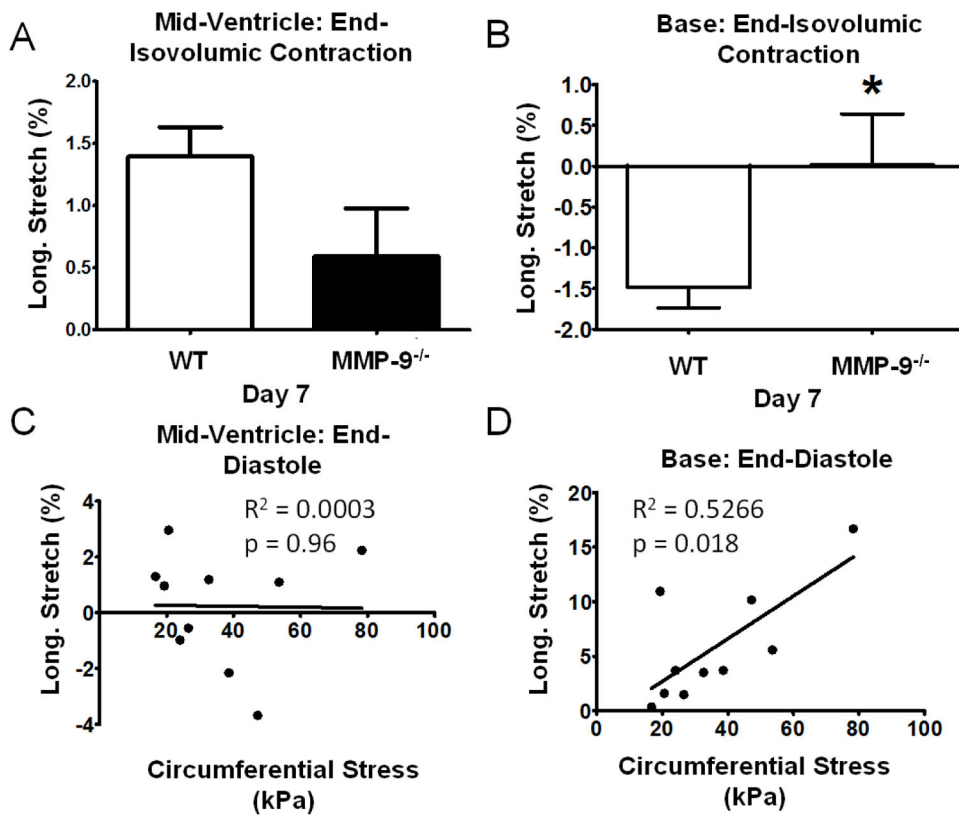 A
Mid-Ventricle: End-
Isovolumic Contraction
Long. Stretch (%)
2.0
1.5
1.0
0.5
0.0
WT
MMP-9⁻/⁻
Day 7
B
Base: End-Isovolumic
Contraction
Long. Stretch (%)
1.0
0.5
0.0
-0.5
-1.0
-1.5
-2.0
*
WT
MMP-9⁻/⁻
Day 7
C
Mid-Ventricle: End-
Diastole
R² = 0.0003
p = 0.96
Long. Stretch (%)
4
2
0
-2
-4
20
40
60
80
100
Circumferential Stress
(kPa)
D
Base: End-Diastole
R² = 0.5266
p = 0.018
Long. Stretch (%)
20
15
10
5
0
0
20
40
60
80
100
Circumferential Stress
(kPa)